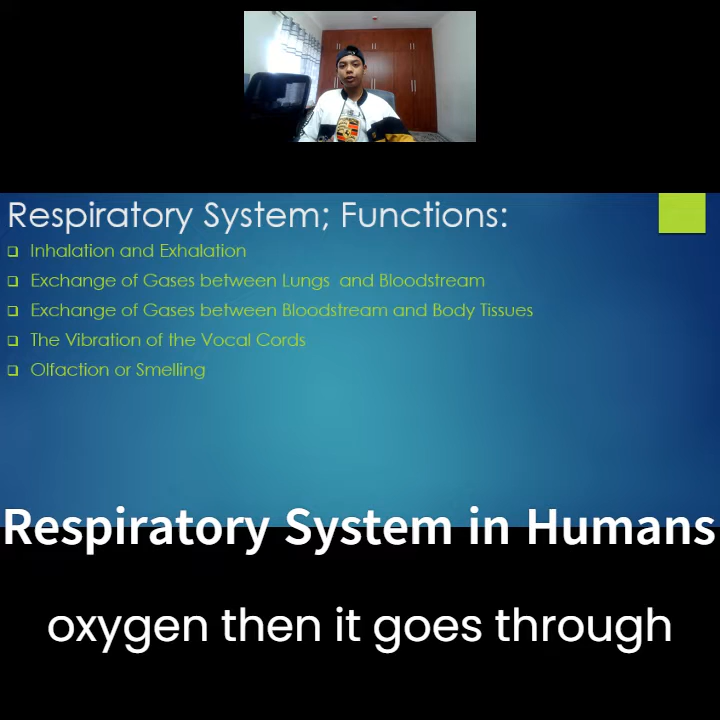 Respiratory System; Functions:
Inhalation and Exhalation
Exchange of Gases between Lungs and Bloodstream
Exchange of Gases between Bloodstream and Body Tissues
The Vibration of the Vocal Cords
Olfaction or Smelling
Respiratory System in Humans
oxygen then it goes through